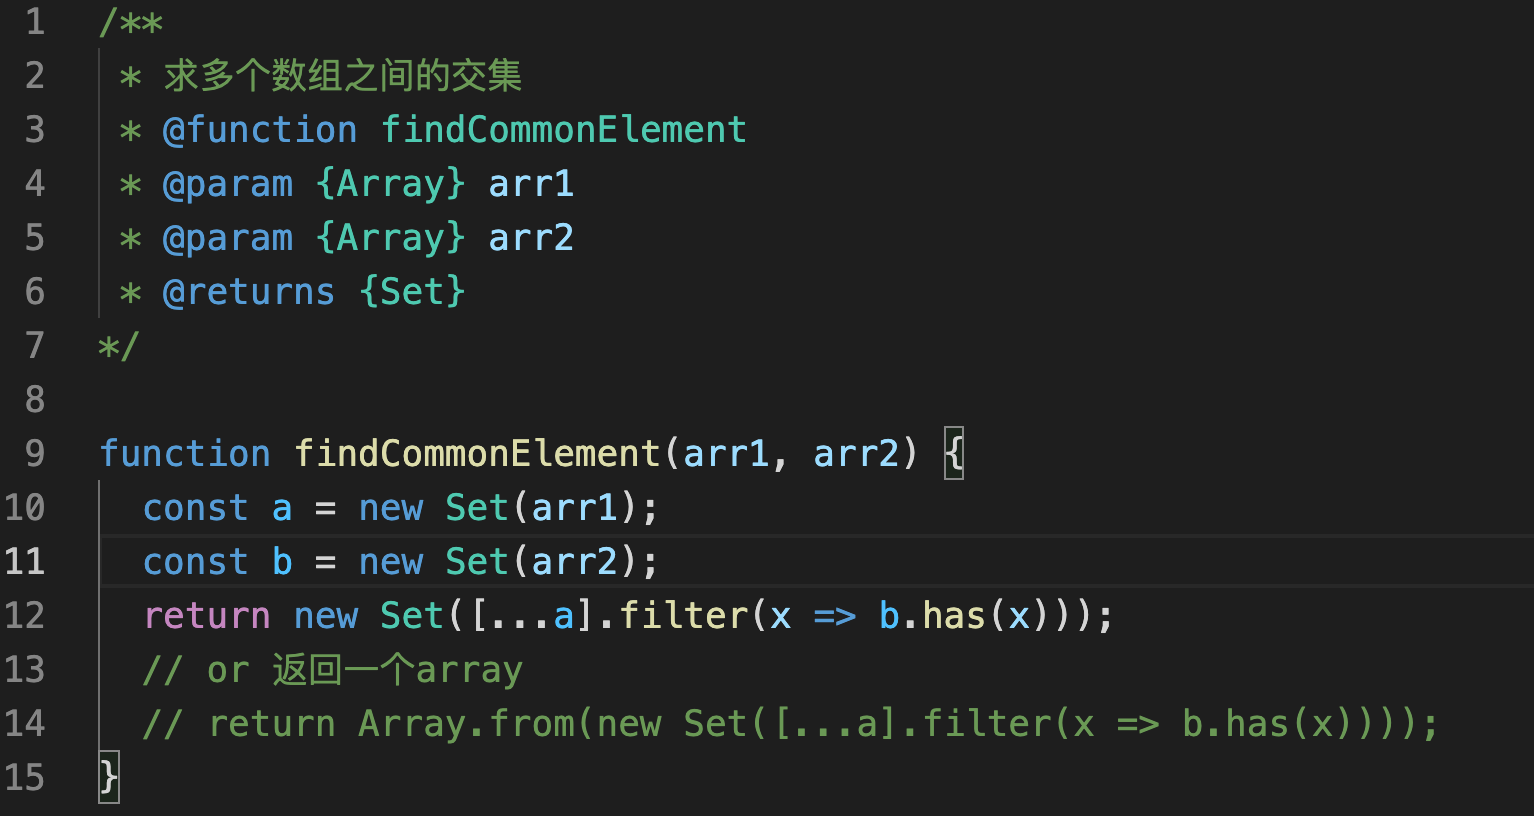 1 /**
2  * 求多个数组之间的交集
3  * @function findCommonElement
4  * @param {Array} arr1
5  * @param {Array} arr2
6  * @returns {Set}
7 */
8
9 function findCommonElement(arr1, arr2) {
10   const a = new Set(arr1);
11   const b = new Set(arr2);
12   return new Set([...a].filter(x => b.has(x)));
13   // or 返回一个array
14   // return Array.from(new Set([...a].filter(x => b.has(x))));
15 }